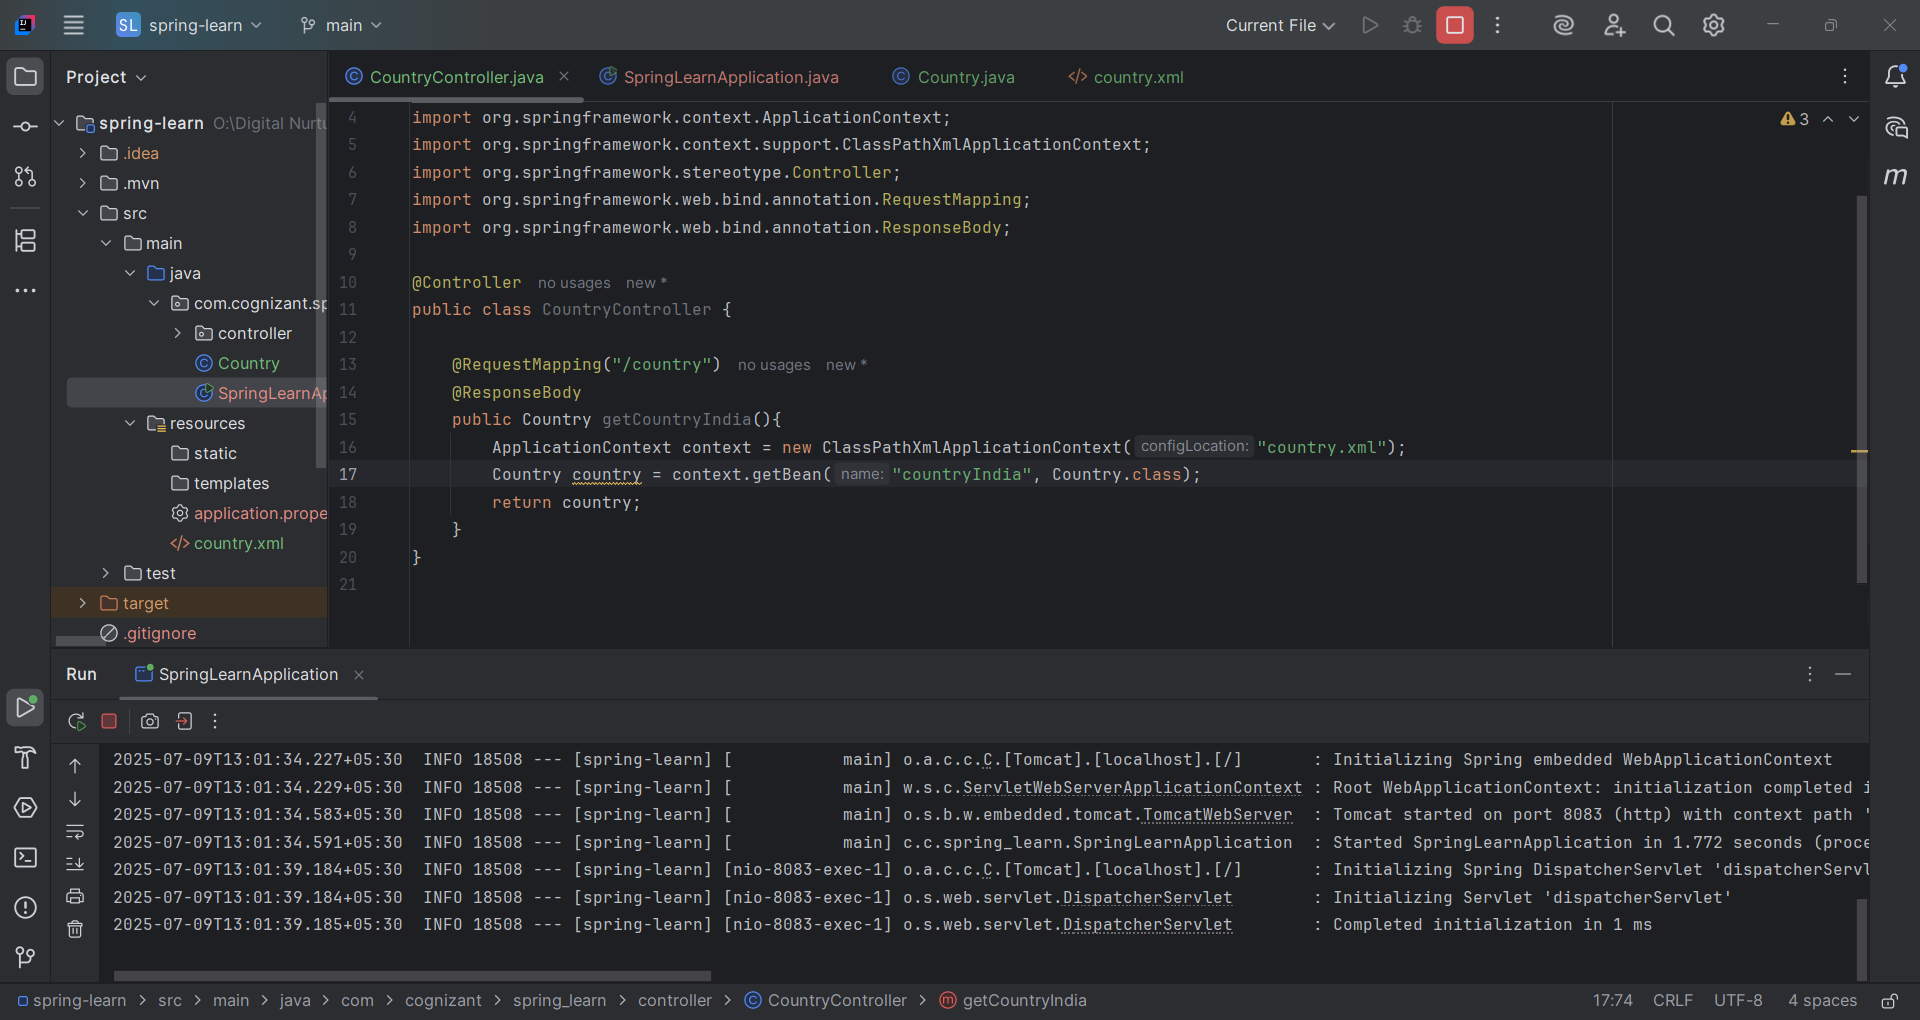 SL spring-learn main Current File
Project
CountryController.java SpringLearnApplication.java Country.java country.xml
spring-learn O:\Digital Nurtu
.idea
.mvn
src
main
java
com.cognizant.sp
controller
Country
SpringLearnAp
resources
static
templates
application.prope
country.xml
test
target
.gitignore
3
4 import org.springframework.context.ApplicationContext;
5 import org.springframework.context.support.ClassPathXmlApplicationContext;
6 import org.springframework.stereotype.Controller;
7 import org.springframework.web.bind.annotation.RequestMapping;
8 import org.springframework.web.bind.annotation.ResponseBody;
9
10 @Controller no usages new *
11 public class CountryController {
12
13 @RequestMapping("/country") no usages new *
14 @ResponseBody
15 public Country getCountryIndia(){
16 ApplicationContext context = new ClassPathXmlApplicationContext( configLocation: "country.xml");
17 Country country = context.getBean( name: "countryIndia", Country.class);
18 return country;
19 }
20 }
21
m
Run SpringLearnApplication
2025-07-09T13:01:34.227+05:30 INFO 18508 --- [spring-learn] [ main] o.a.c.c.C.[Tomcat].[localhost].[/] : Initializing Spring embedded WebApplicationContext
2025-07-09T13:01:34.229+05:30 INFO 18508 --- [spring-learn] [ main] w.s.c.ServletWebServerApplicationContext : Root WebApplicationContext: initialization completed i
2025-07-09T13:01:34.583+05:30 INFO 18508 --- [spring-learn] [ main] o.s.b.w.embedded.tomcat.TomcatWebServer : Tomcat started on port 8083 (http) with context path '
2025-07-09T13:01:34.591+05:30 INFO 18508 --- [spring-learn] [ main] c.c.spring_learn.SpringLearnApplication : Started SpringLearnApplication in 1.772 seconds (proce
2025-07-09T13:01:39.184+05:30 INFO 18508 --- [spring-learn] [nio-8083-exec-1] o.a.c.c.C.[Tomcat].[localhost].[/] : Initializing Spring DispatcherServlet 'dispatcherServl
2025-07-09T13:01:39.184+05:30 INFO 18508 --- [spring-learn] [nio-8083-exec-1] o.s.web.servlet.DispatcherServlet : Initializing Servlet 'dispatcherServlet'
2025-07-09T13:01:39.185+05:30 INFO 18508 --- [spring-learn] [nio-8083-exec-1] o.s.web.servlet.DispatcherServlet : Completed initialization in 1 ms
spring-learn > src > main > java > com > cognizant > spring_learn > controller > CountryController > getCountryIndia 17:74 CRLF UTF-8 4 spaces